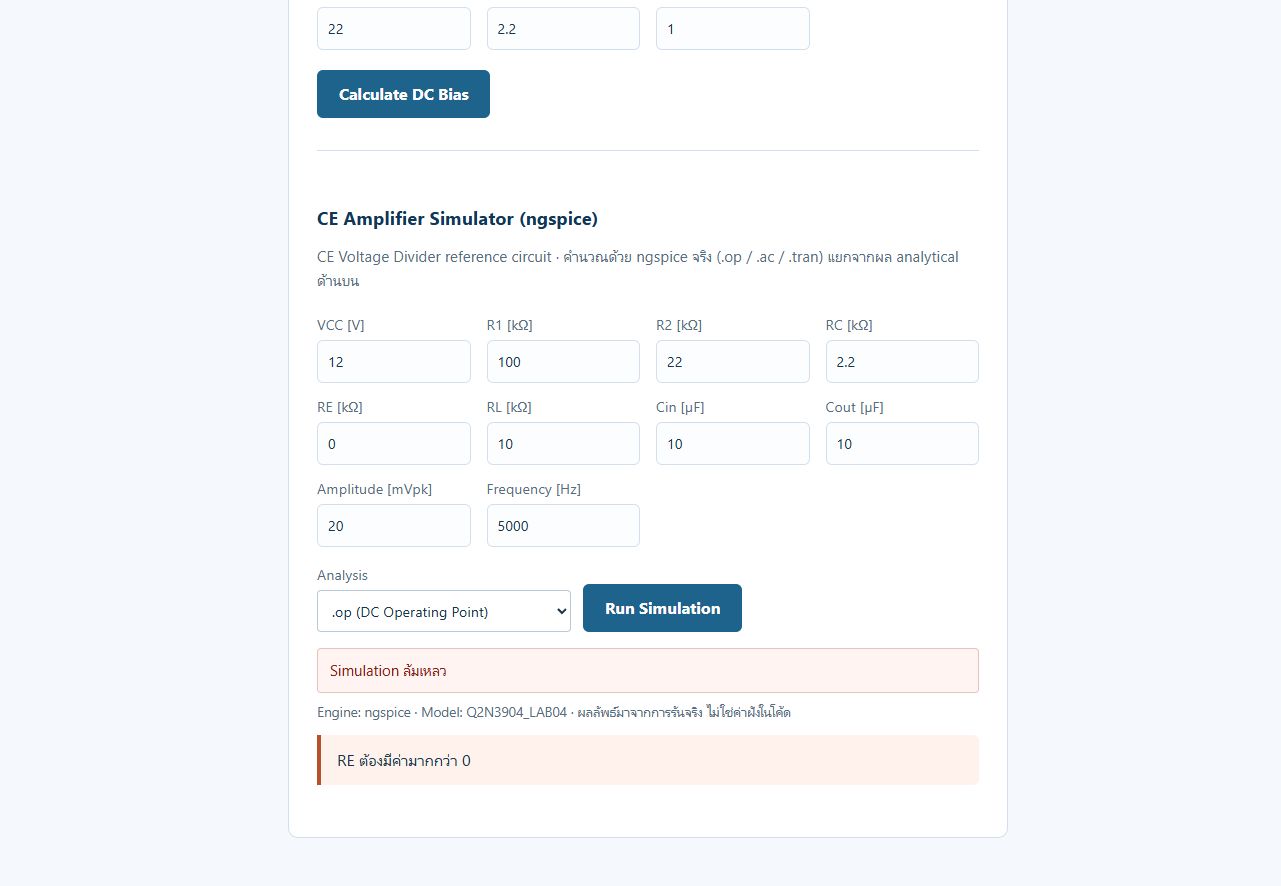 22 2.2 1
Calculate DC Bias
CE Amplifier Simulator (ngspice)
CE Voltage Divider reference circuit · คำนวณด้วย ngspice จริง (.op / .ac / .tran) แยกจากผล analytical
ด้านบน
VCC [V] R1 [kΩ] R2 [kΩ] RC [kΩ]
12 100 22 2.2
RE [kΩ] RL [kΩ] Cin [µF] Cout [µF]
0 10 10 10
Amplitude [mVpk] Frequency [Hz]
20 5000
Analysis
.op (DC Operating Point) Run Simulation
Simulation ล้มเหลว
Engine: ngspice · Model: Q2N3904_LAB04 · ผลลัพธ์มาจากการรันจริง ไม่ใช่ค่าฝังในโค้ด
RE ต้องมีค่ามากกว่า 0